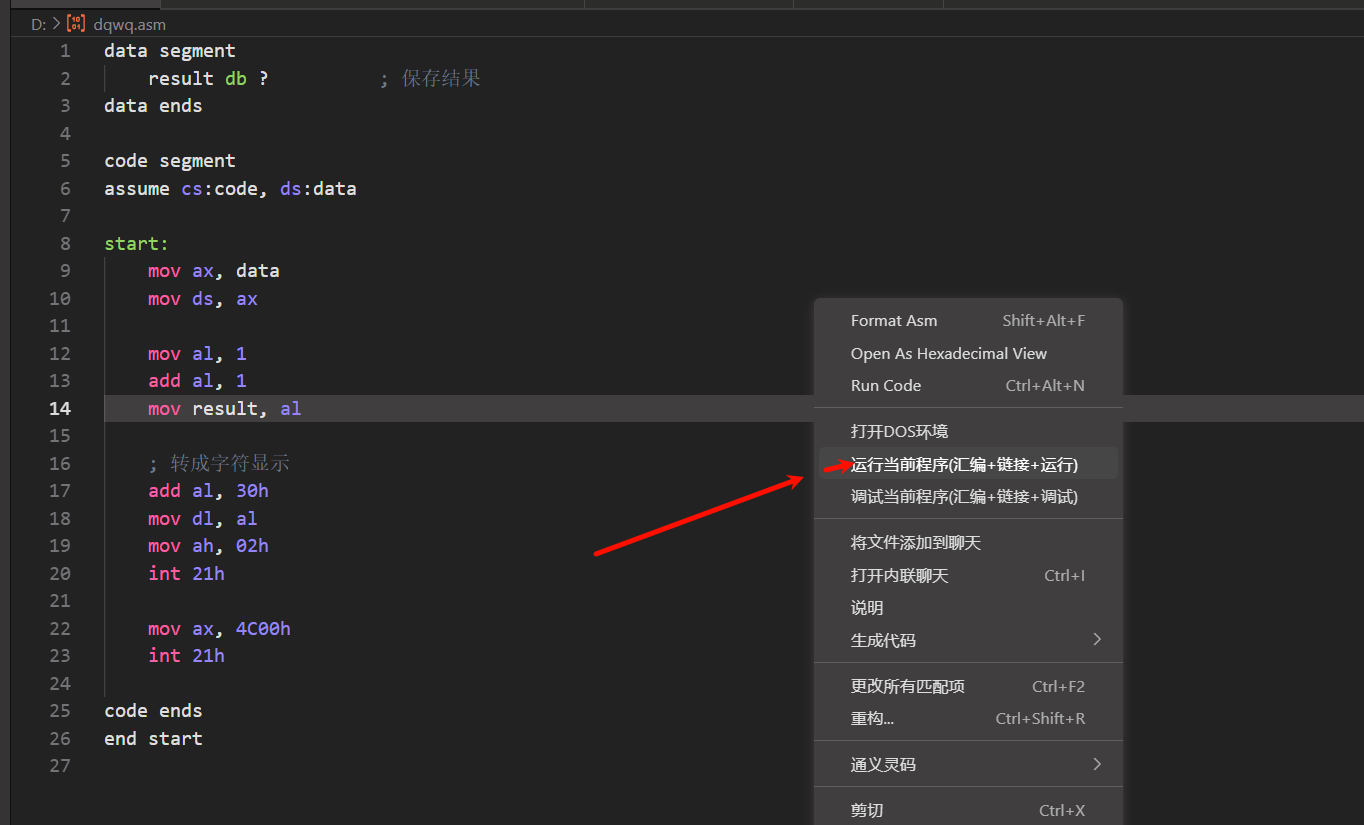 D: > dqwq.asm
1 data segment
2 result db ? ; 保存结果
3 data ends
4
5 code segment
6 assume cs:code, ds:data
7
8 start:
9 mov ax, data
10 mov ds, ax
11
12 mov al, 1
13 add al, 1
14 mov result, al
15
16 ; 转成字符显示
17 add al, 30h
18 mov dl, al
19 mov ah, 02h
20 int 21h
21
22 mov ax, 4C00h
23 int 21h
24
25 code ends
26 end start
27
Format Asm Shift+Alt+F
Open As Hexadecimal View
Run Code Ctrl+Alt+N
打开DOS环境
运行当前程序(汇编+链接+运行)
调试当前程序(汇编+链接+调试)
将文件添加到聊天
打开内联聊天 Ctrl+I
说明
生成代码
更改所有匹配项 Ctrl+F2
重构... Ctrl+Shift+R
通义灵码
剪切 Ctrl+X